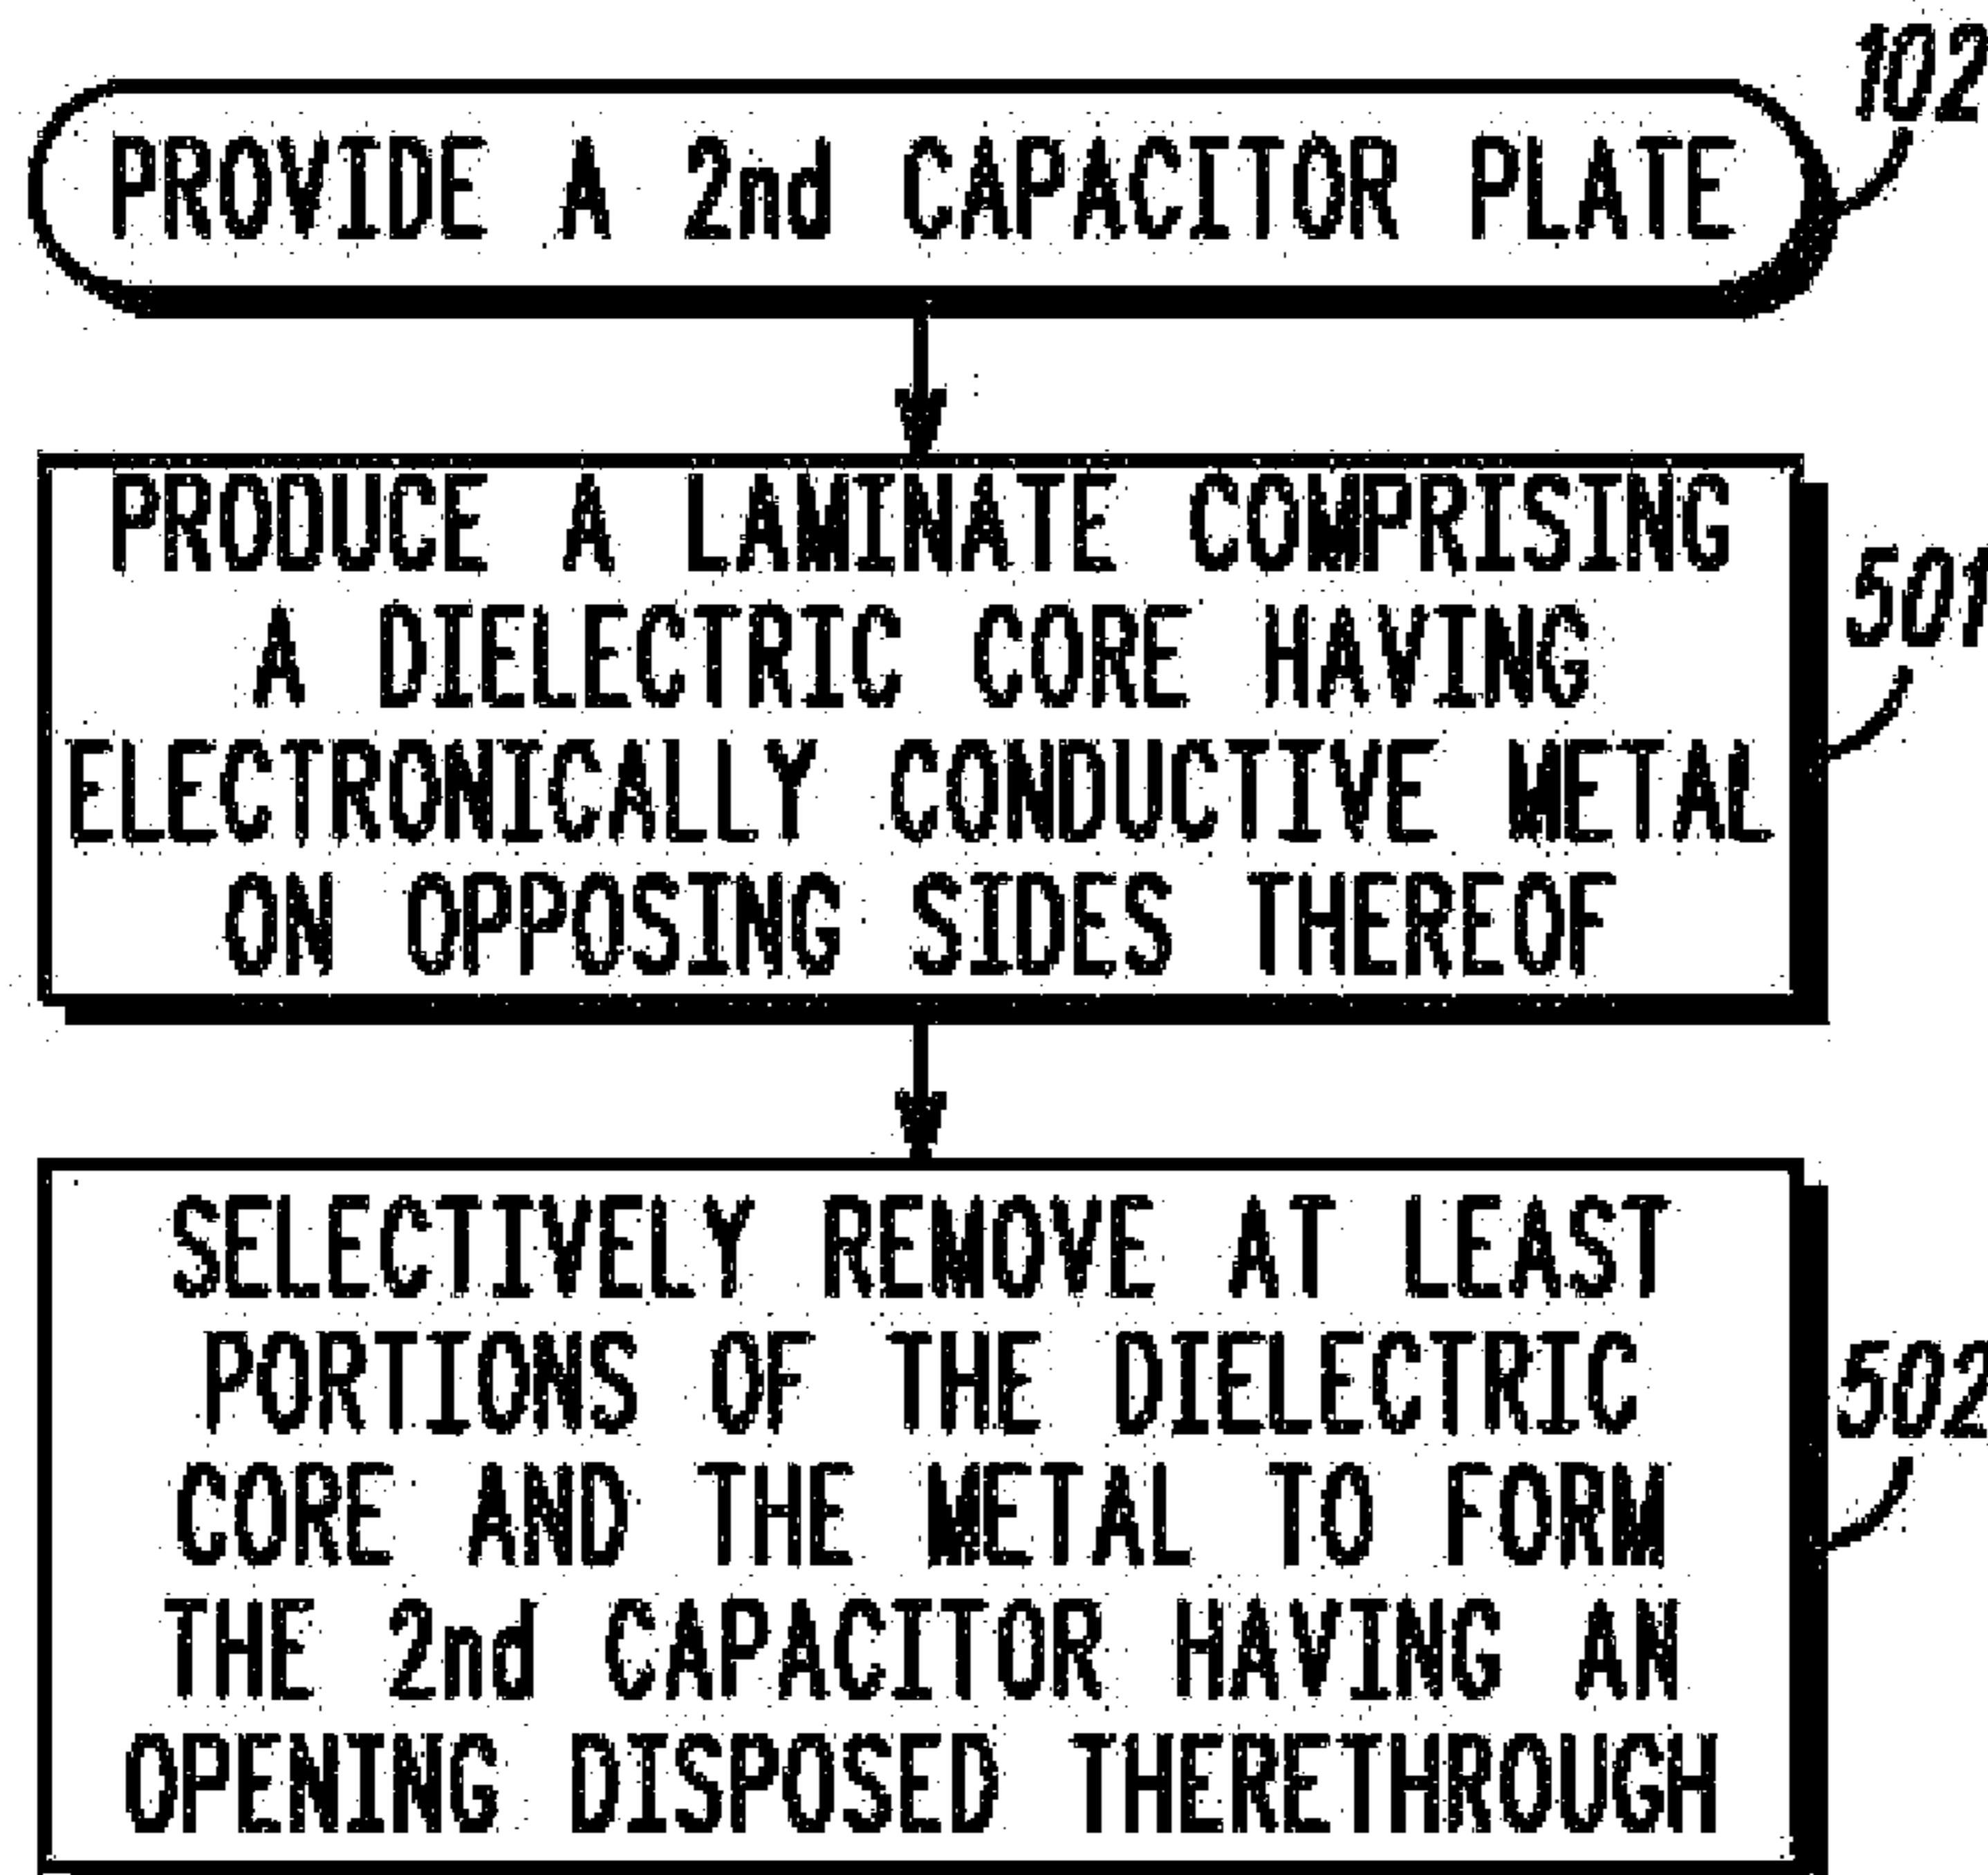 102
PROVIDE A 2nd CAPACITOR PLATE
PRODUCE A LAMINATE COMPRISING
A DIELECTRIC CORE HAVING
ELECTRONICALLY CONDUCTIVE METAL
ON OPPOSING SIDES THEREOF
501
SELECTIVELY REMOVE AT LEAST
PORTIONS OF THE DIELECTRIC
CORE AND THE METAL TO FORM
THE 2nd CAPACITOR HAVING AN
OPENING DISPOSED THERETHROUGH
502